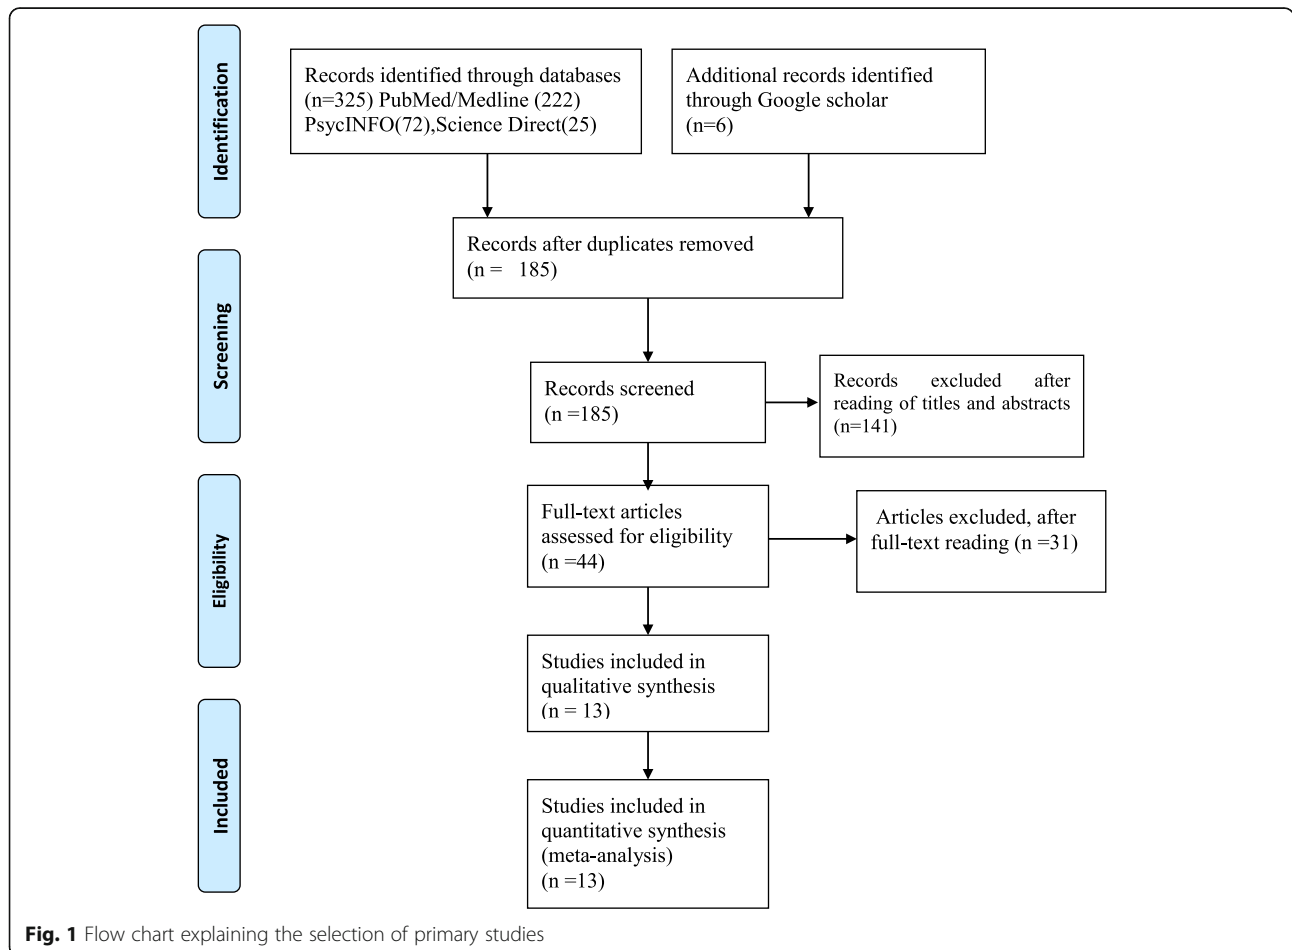 Identification
Records identified through databases
(n=325) PubMed/Medline (222)
PsycINFO(72),Science Direct(25)
Additional records identified
through Google scholar
(n=6)
Records after duplicates removed
(n = 185)
Screening
Records screened
(n =185)
Records excluded after
reading of titles and abstracts
(n=141)
Eligibility
Full-text articles
assessed for eligibility
(n =44)
Articles excluded, after
full-text reading (n =31)
Studies included in
qualitative synthesis
(n = 13)
Included
Studies included in
quantitative synthesis
(meta-analysis)
(n =13)
Fig. 1 Flow chart explaining the selection of primary studies